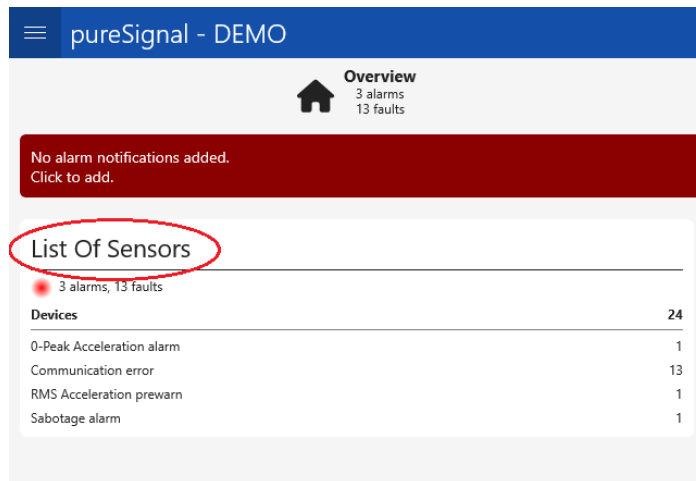 pureSignal - DEMO
Overview
3 alarms
13 faults
No alarm notifications added.
Click to add.
List Of Sensors
3 alarms, 13 faults
Devices 24
0-Peak Acceleration alarm 1
Communication error 13
RMS Acceleration prewarn 1
Sabotage alarm 1